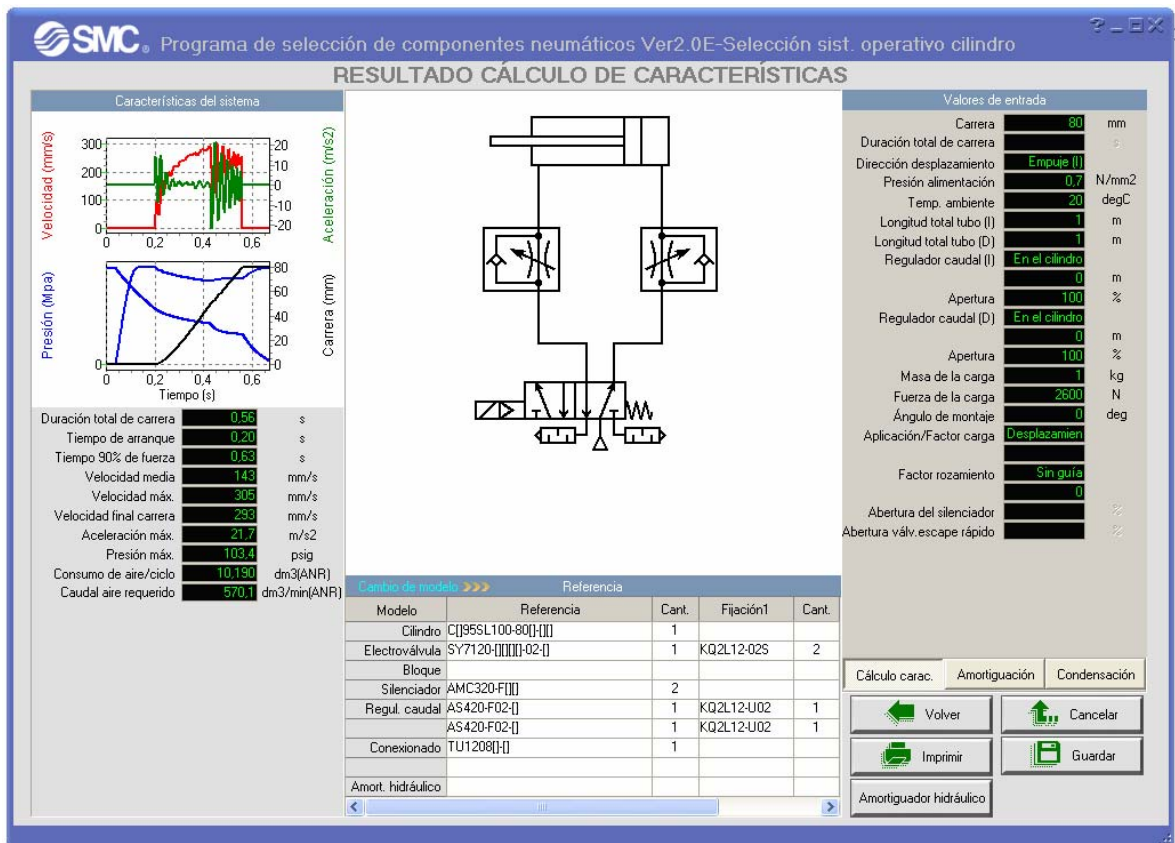 SMC. Programa de selección de componentes neumáticos Ver2.0E-Selección sist. operativo cilindro
RESULTADO CÁLCULO DE CARACTERÍSTICAS
Características del sistema
Velocidad (mm/s)
300
200
100
0
0 0,2 0,4 0,6
20
10
0
-10
-20
Aceleración (m/s2)
Presión (Mpa)
0
80
60
40
20
0
Carrera (mm)
0 0,2 0,4 0,6
Tiempo (s)
Duración total de carrera 0,56 s
Tiempo de arranque 0,20 s
Tiempo 90% de fuerza 0,63 s
Velocidad media 143 mm/s
Velocidad máx. 305 mm/s
Velocidad final carrera 293 mm/s
Aceleración máx. 21,7 m/s2
Presión máx. 103,4 psig
Consumo de aire/ciclo 10,190 dm3(ANR)
Caudal aire requerido 570,1 dm3/min(ANR)
Cambio de modelo >>> Referencia
Modelo Referencia Cant. Fijación1 Cant.
Cilindro C[]95SL100-80[]-[][] 1
Electroválvula SY7120-[][][][]-02-[] 1 KQ2L12-02S 2
Bloque
Silenciador AMC320-F[][] 2
Regul. caudal AS420-F02-[] 1 KQ2L12-U02 1
AS420-F02-[] 1 KQ2L12-U02 1
Conexionado TU1208[]-[] 1
Amort. hidráulico
Valores de entrada
Carrera 80 mm
Duración total de carrera s
Dirección desplazamiento Empuje (I)
Presión alimentación 0,7 N/mm2
Temp. ambiente 20 degC
Longitud total tubo (I) 1 m
Longitud total tubo (D) 1 m
Regulador caudal (I) En el cilindro
0 m
Apertura 100 %
Regulador caudal (D) En el cilindro
0 m
Apertura 100 %
Masa de la carga 1 kg
Fuerza de la carga 2600 N
Ángulo de montaje 0 deg
Aplicación/Factor carga Desplazamien
Factor rozamiento Sin guía
0
Abertura del silenciador %
Abertura válv.escape rápido %
Cálculo carac. Amortiguación Condensación
Volver Cancelar
Imprimir Guardar
Amortiguador hidráulico